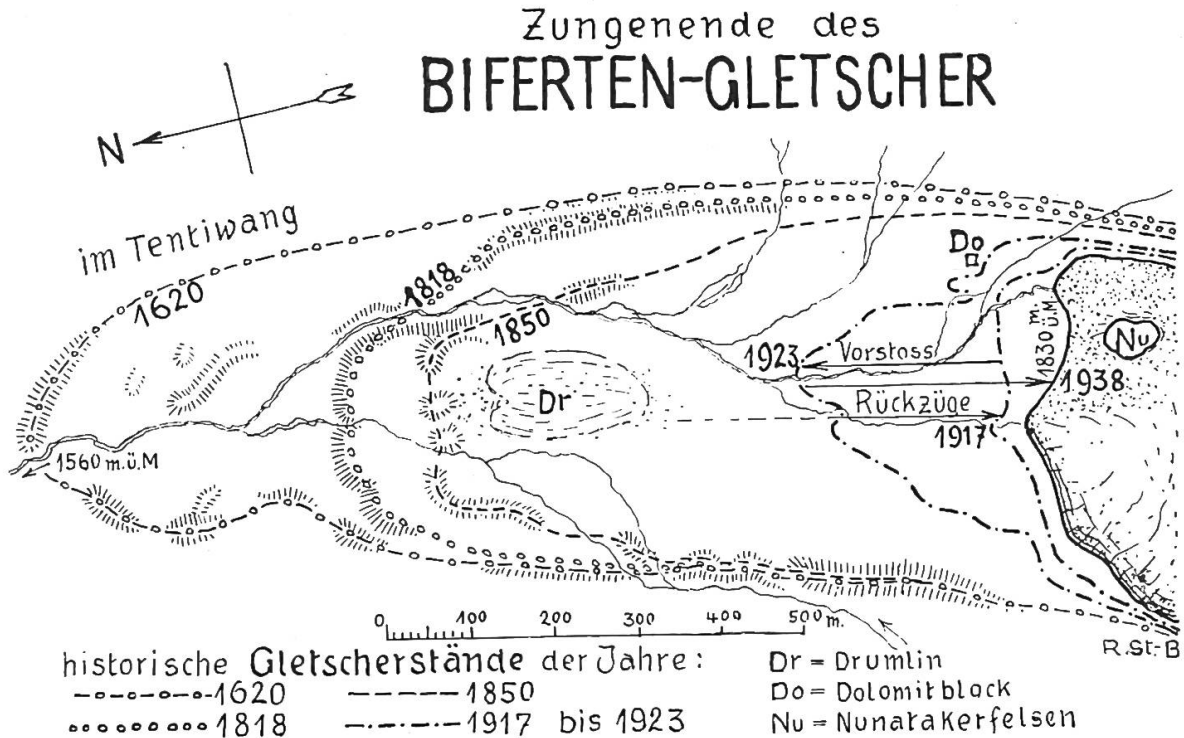 Zungenende des
BIFERTEN-GLETSCHER
N
im Tentiwang
1620
1818
1850
Do
1923
Vorstoss
1830 m ü.M
Nu
1938
Dr
Rückzüge
1917
1560 m.ü.M
0 100 200 300 400 500 m.
R.St.-B
historische Gletscherstände der Jahre:
1620
1850
1818
1917 bis 1923
Dr = Drumlin
Do = Dolomitblock
Nu = Nunatakerfelsen